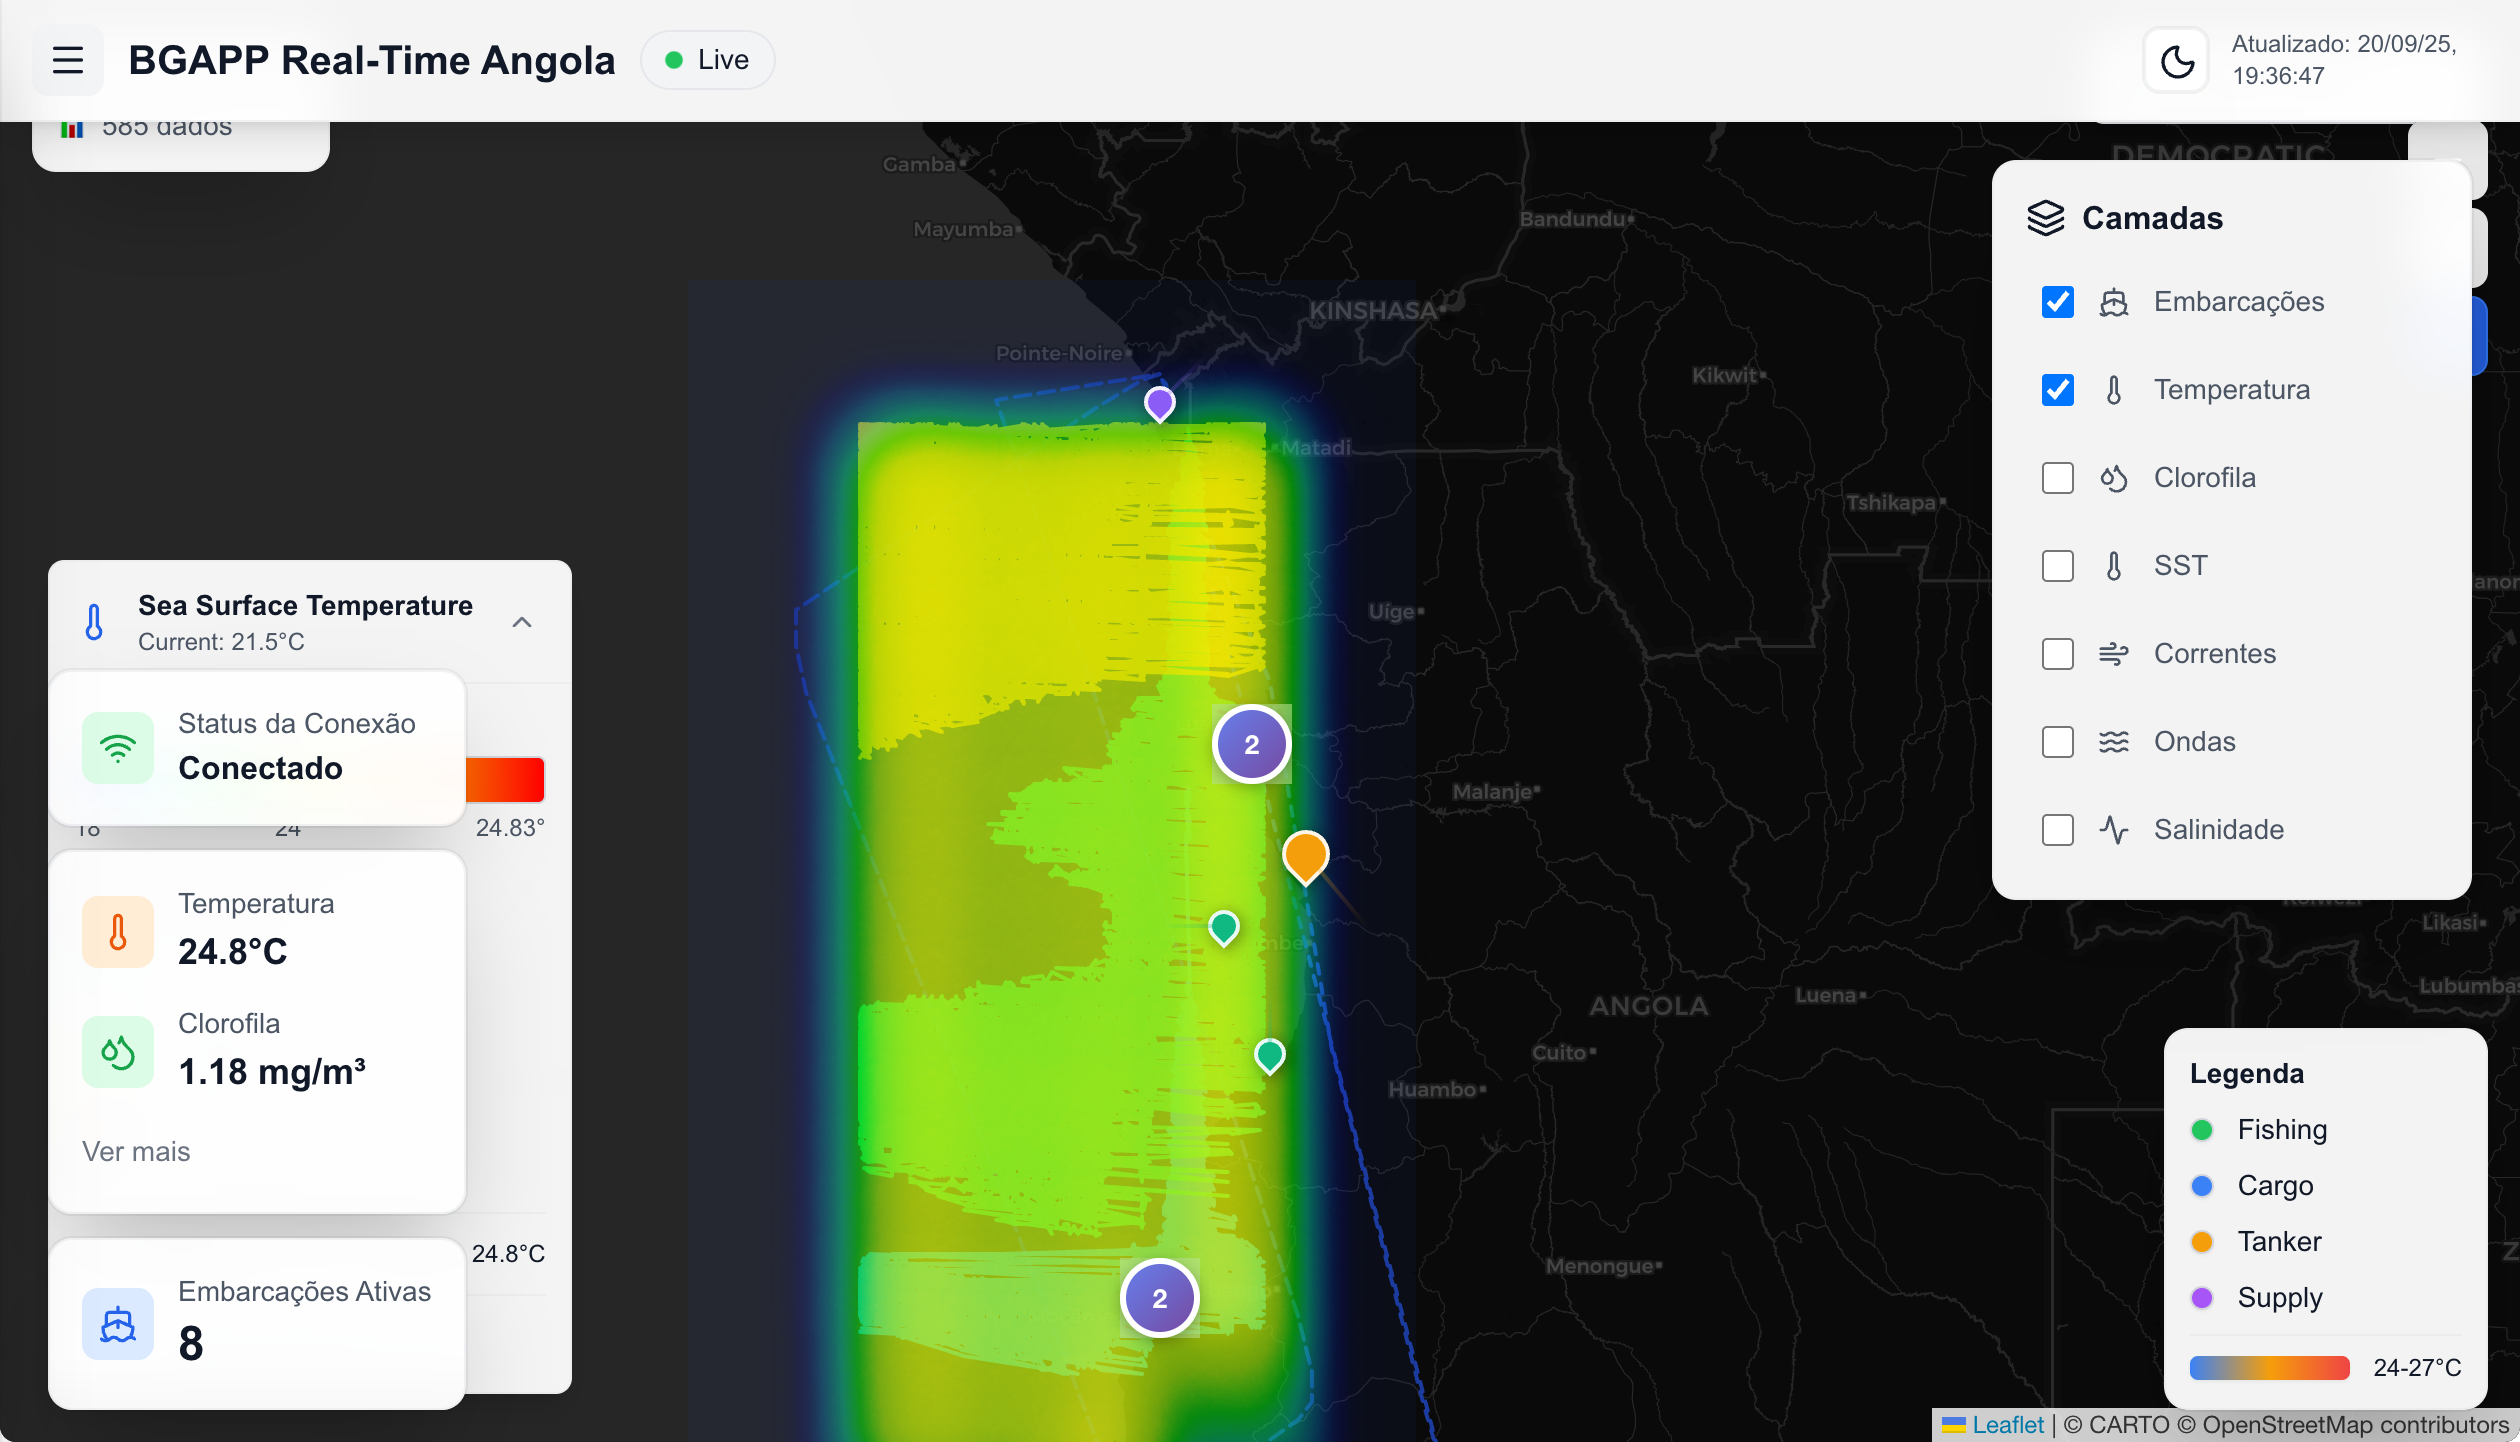 BGAPP Real-Time Angola
Live
Atualizado: 20/09/25,
19:36:47
585 dados
Gamba
Mayumba
Pointe-Noire
KINSHASA
Bandundu
Kikwit
Matadi
Tshikapa
Uíge
Malanje
ANGOLA
Luena
Cuito
Huambo
Menongue
Likasi
DEMOCRATIC
Camadas
Embarcações
Temperatura
Clorofila
SST
Correntes
Ondas
Salinidade
Sea Surface Temperature
Current: 21.5°C
Status da Conexão
Conectado
18 24 24.83°
Temperatura
24.8°C
Clorofila
1.18 mg/m³
Ver mais
24.8°C
Embarcações Ativas
8
2
2
Legenda
Fishing
Cargo
Tanker
Supply
24-27°C
Leaflet | © CARTO © OpenStreetMap contributors